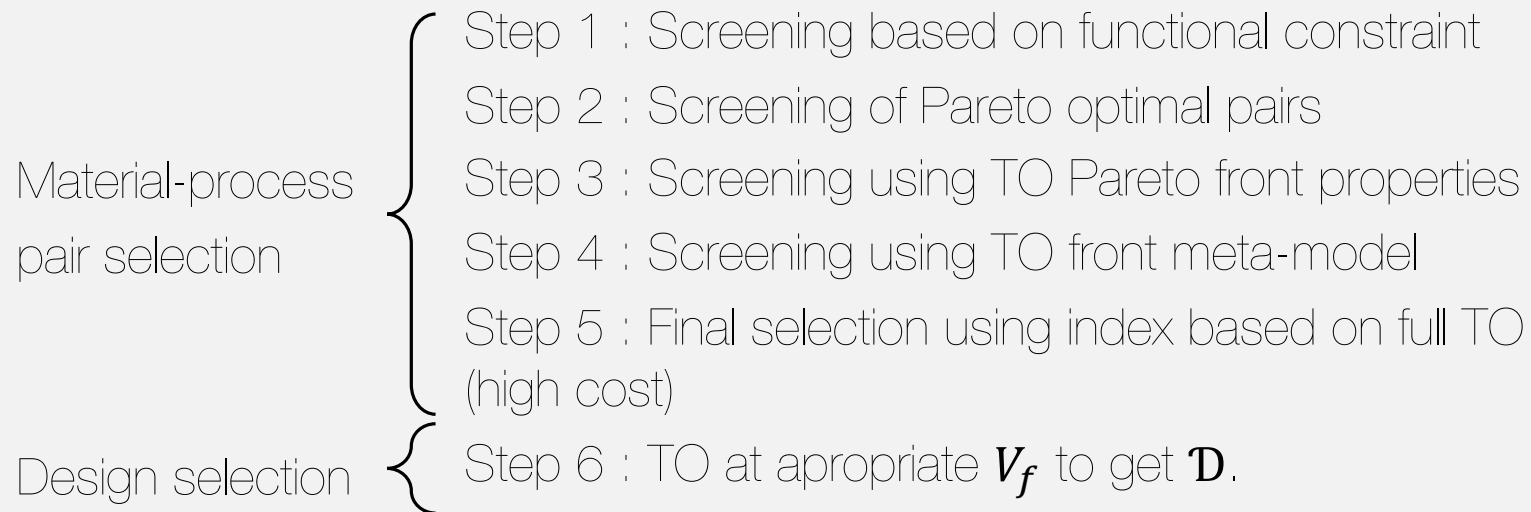 Step 1 : Screening based on functional constraint
Step 2 : Screening of Pareto optimal pairs
Material-process
pair selection
Step 3 : Screening using TO Pareto front properties
Step 4 : Screening using TO front meta-model
Step 5 : Final selection using index based on full TO
(high cost)
Design selection
Step 6 : TO at apropriate V_f to get 𝔇.